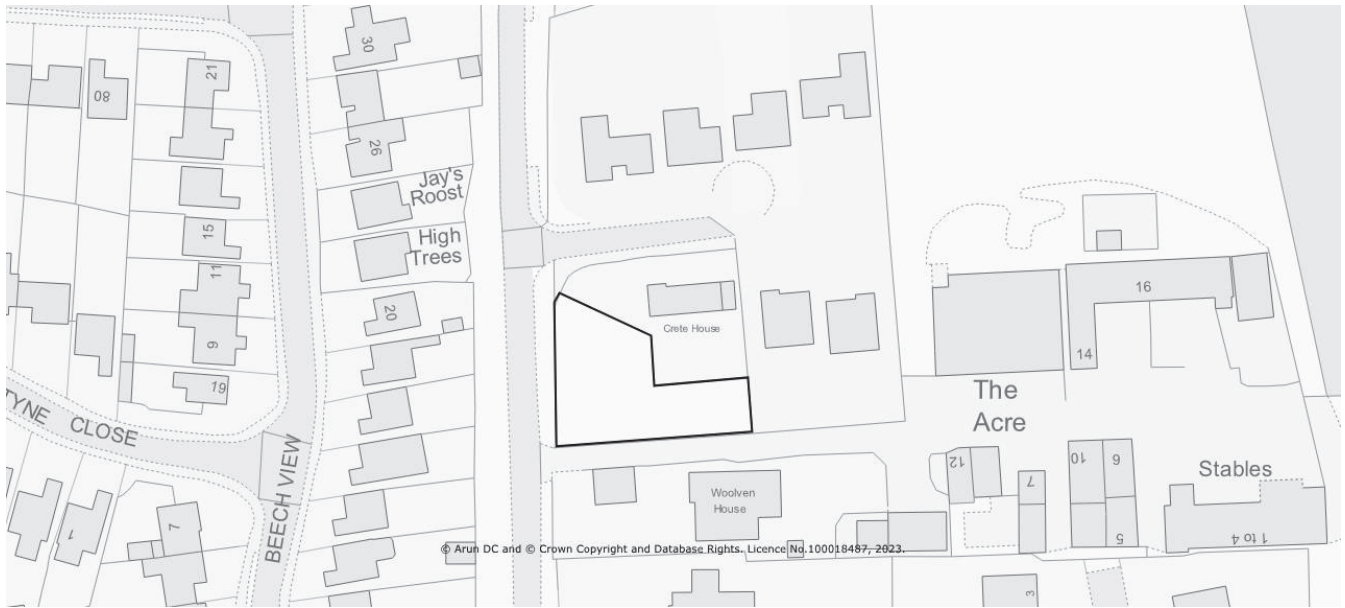 30
21
80
26
Jay's
Roost
High
Trees
15
11
9
20
19
TYNE CLOSE
BEECH VIEW
7
1
Crete House
16
14
The
Acre
12
7
10
6
5
Stables
1 to 4
Woolven
House
3
© Arun DC and © Crown Copyright and Database Rights. Licence No.100018487, 2023.